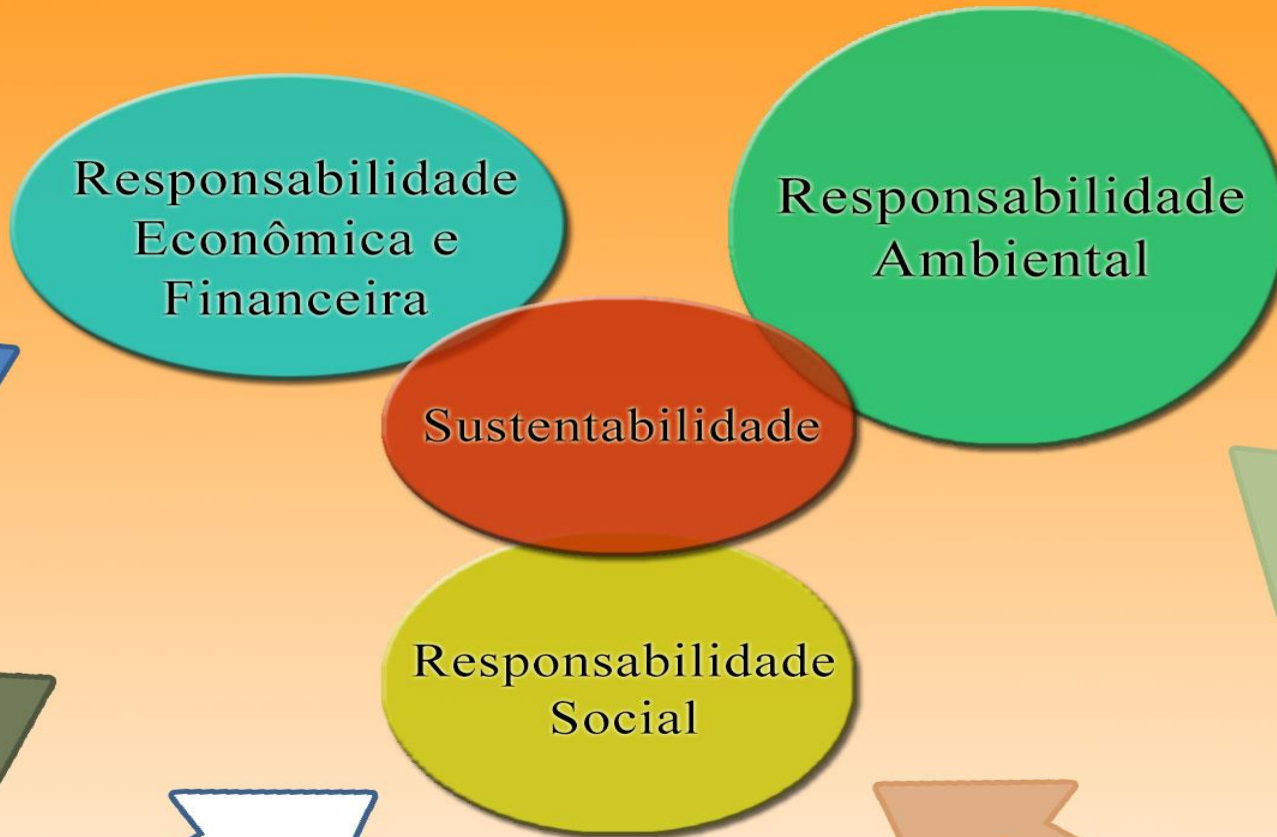 Responsabilidade
Econômica e
Financeira
Responsabilidade
Ambiental
Sustentabilidade
Responsabilidade
Social